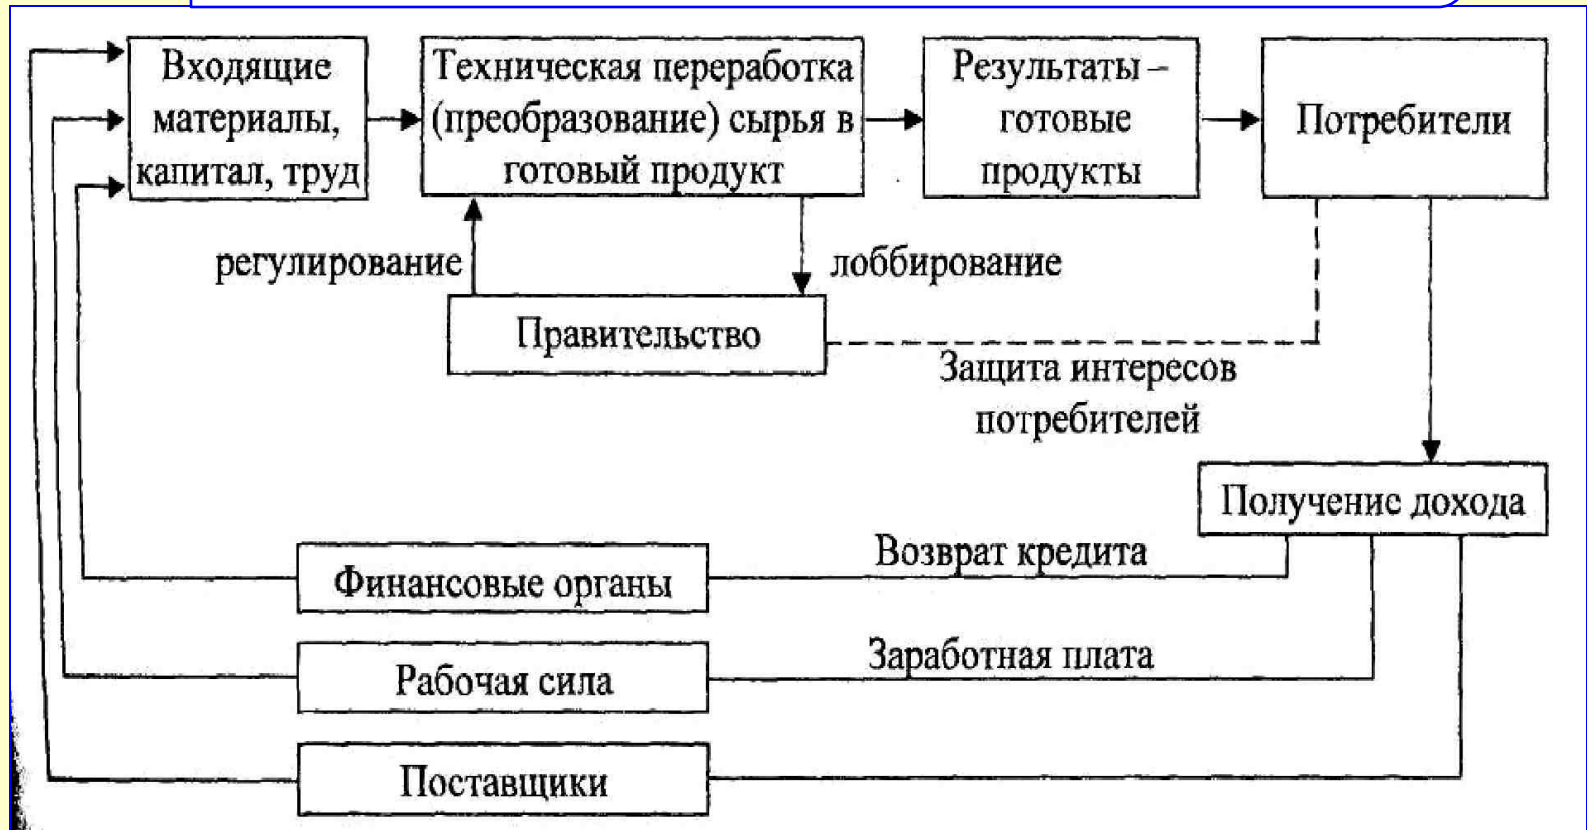 Входящие
материалы,
капитал, труд
Техническая переработка
(преобразование) сырья в
готовый продукт
Результаты –
готовые
продукты
Потребители
регулирование
лоббирование
Правительство
Защита интересов
потребителей
Получение дохода
Возврат кредита
Финансовые органы
Заработная плата
Рабочая сила
Поставщики